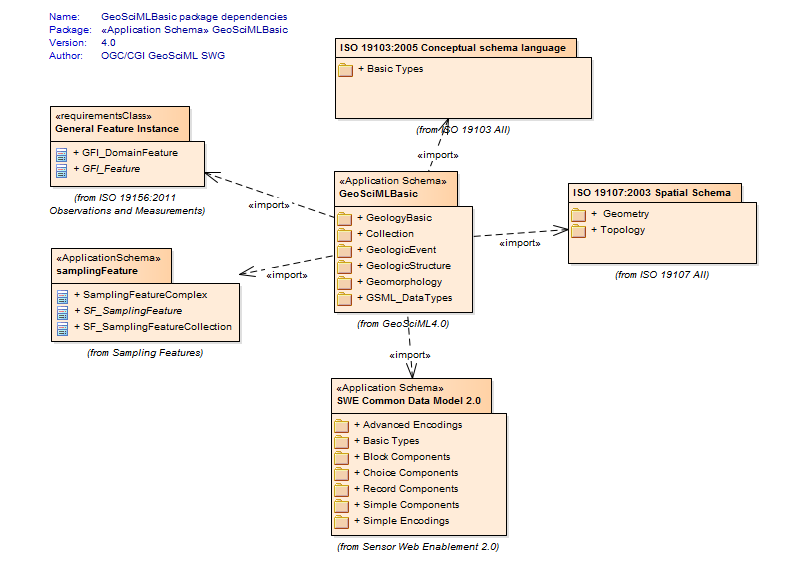 Name: GeoSciMLBasic package dependencies
Package: «Application Schema» GeoSciMLBasic
Version: 4.0
Author: OGC/CGI GeoSciML SWG
ISO 19103:2005 Conceptual schema language
+ Basic Types
(from ISO 19103 All)
«import»
«requirementsClass»
General Feature Instance
+ GFI_DomainFeature
+ GFI_Feature
(from ISO 19156:2011
Observations and Measurements)
«import»
«Application Schema»
GeoSciMLBasic
+ GeologyBasic
+ Collection
+ GeologicEvent
+ GeologicStructure
+ Geomorphology
+ GSML_DataTypes
(from GeoSciML4.0)
ISO 19107:2003 Spatial Schema
+ Geometry
+ Topology
(from ISO 19107 All)
«import»
«ApplicationSchema»
samplingFeature
+ SamplingFeatureComplex
+ SF_SamplingFeature
+ SF_SamplingFeatureCollection
(from Sampling Features)
«import»
«import»
«Application Schema»
SWE Common Data Model 2.0
+ Advanced Encodings
+ Basic Types
+ Block Components
+ Choice Components
+ Record Components
+ Simple Components
+ Simple Encodings
(from Sensor Web Enablement 2.0)